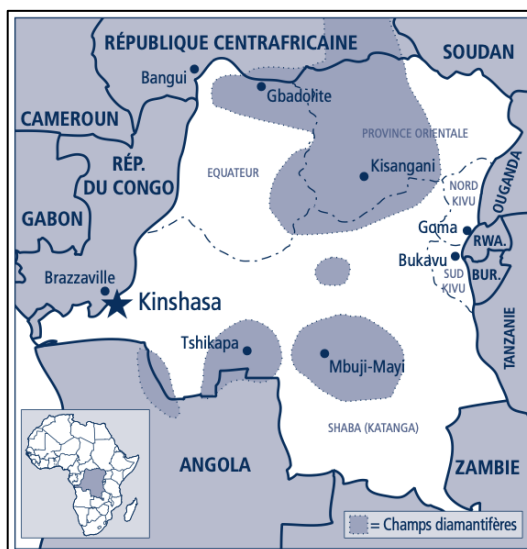 RÉPUBLIQUE CENTRAFRICAINE
SOUDAN
Bangui
Gbadolite
CAMEROUN
PROVINCE ORIENTALE
RÉP.
DU CONGO
EQUATEUR
Kisangani
OUGANDA
NORD
KIVU
GABON
Goma
RWA.
Bukavu
BUR.
SUD
KIVU
Brazzaville
Kinshasa
TANZANIE
Tshikapa
Mbuji-Mayi
SHABA (KATANGA)
ANGOLA
ZAMBIE
= Champs diamantifères